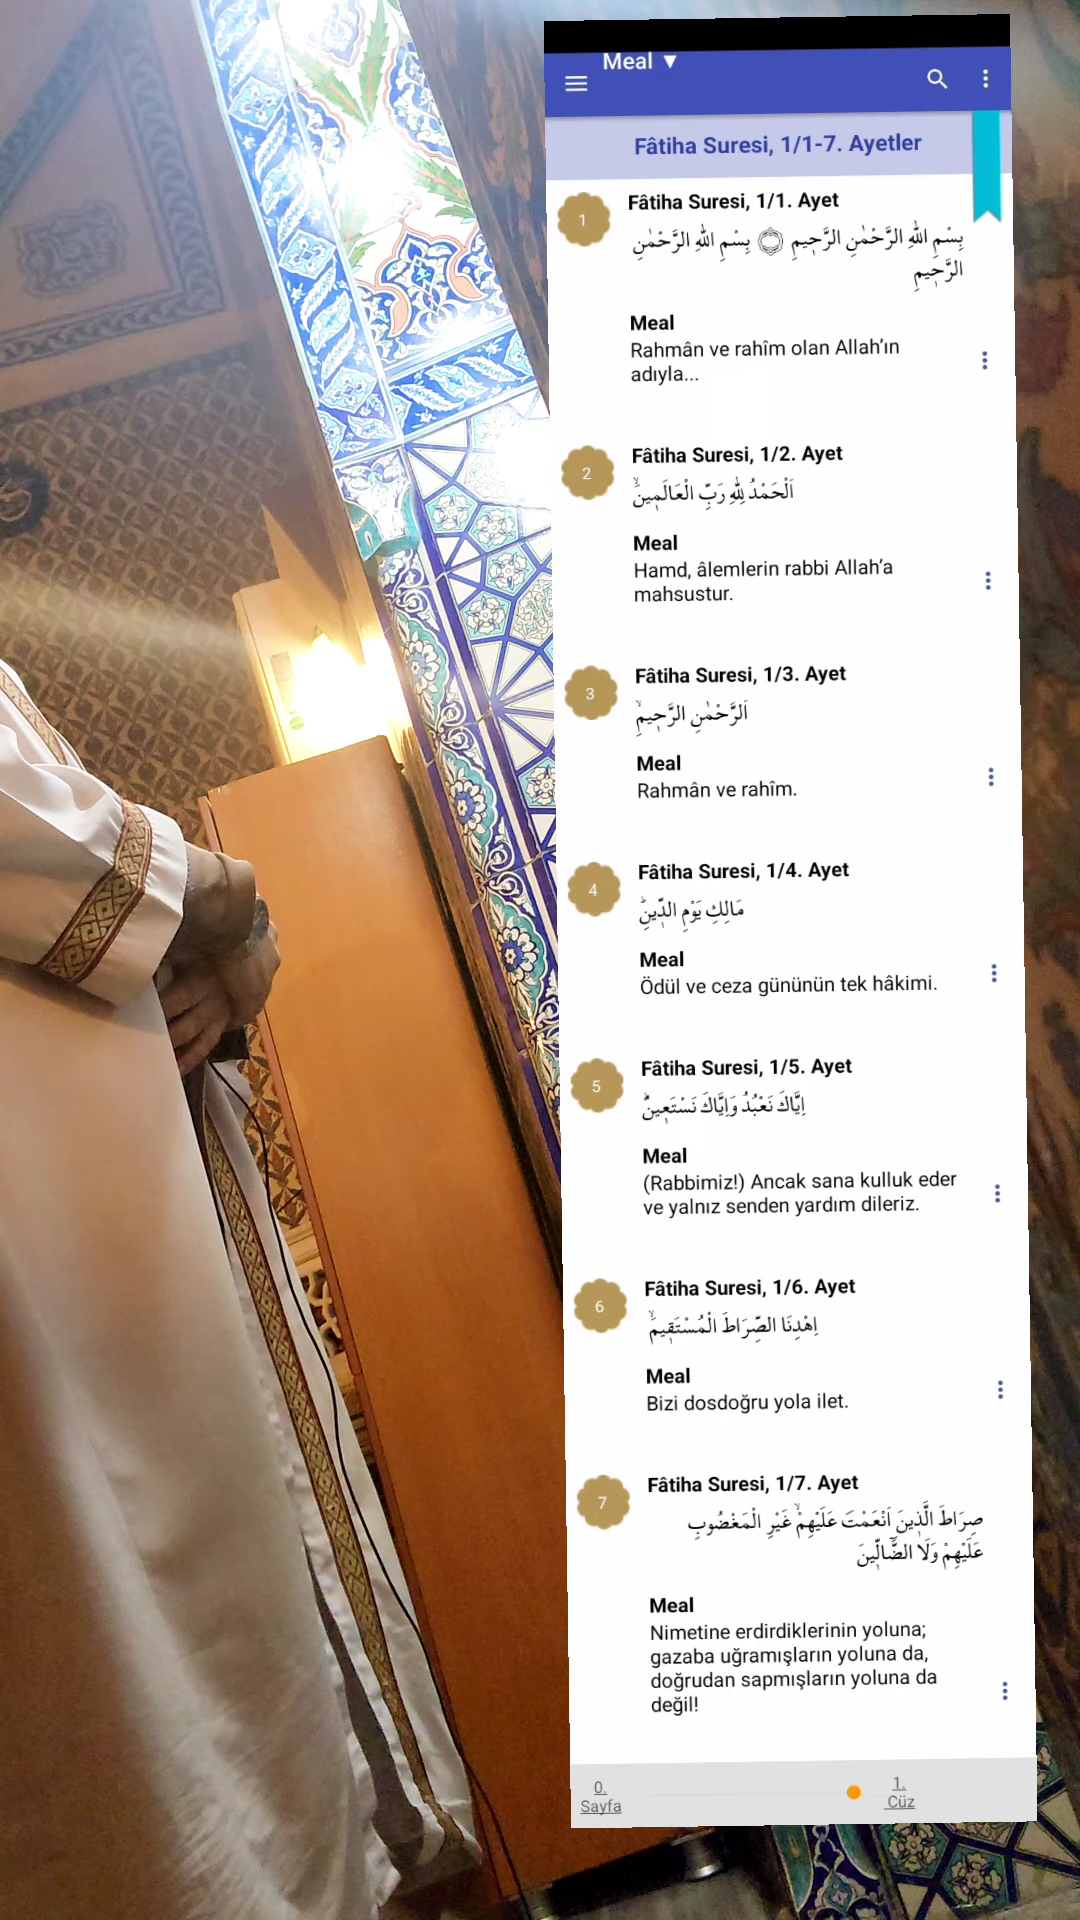 Meal ▼
Fâtiha Suresi, 1/1-7. Ayetler
1
Fâtiha Suresi, 1/1. Ayet
بِسْمِ اللّٰهِ الرَّحْمٰنِ الرَّح۪يمِ ۝ بِسْمِ اللّٰهِ الرَّحْمٰنِ
الرَّح۪يمِ
Meal
Rahmân ve rahîm olan Allah’ın
adıyla...
2
Fâtiha Suresi, 1/2. Ayet
اَلْحَمْدُ لِلّٰهِ رَبِّ الْعَالَم۪ينَۙ
Meal
Hamd, âlemlerin rabbi Allah’a
mahsustur.
3
Fâtiha Suresi, 1/3. Ayet
اَلرَّحْمٰنِ الرَّح۪يمِۙ
Meal
Rahmân ve rahîm.
4
Fâtiha Suresi, 1/4. Ayet
مَالِكِ يَوْمِ الدّ۪ينِۜ
Meal
Ödül ve ceza gününün tek hâkimi.
5
Fâtiha Suresi, 1/5. Ayet
اِيَّاكَ نَعْبُدُ وَاِيَّاكَ نَسْتَع۪ينُۜ
Meal
(Rabbimiz!) Ancak sana kulluk eder
ve yalnız senden yardım dileriz.
6
Fâtiha Suresi, 1/6. Ayet
اِهْدِنَا الصِّرَاطَ الْمُسْتَق۪يمَۙ
Meal
Bizi dosdoğru yola ilet.
7
Fâtiha Suresi, 1/7. Ayet
صِرَاطَ الَّذ۪ينَ اَنْعَمْتَ عَلَيْهِمْۙ غَيْرِ الْمَغْضُوبِ
عَلَيْهِمْ وَلَا الضَّٓالّ۪ينَ
Meal
Nimetine erdirdiklerinin yoluna;
gazaba uğramışların yoluna da,
doğrudan sapmışların yoluna da
değil!
0.
Sayfa
1.
Cüz